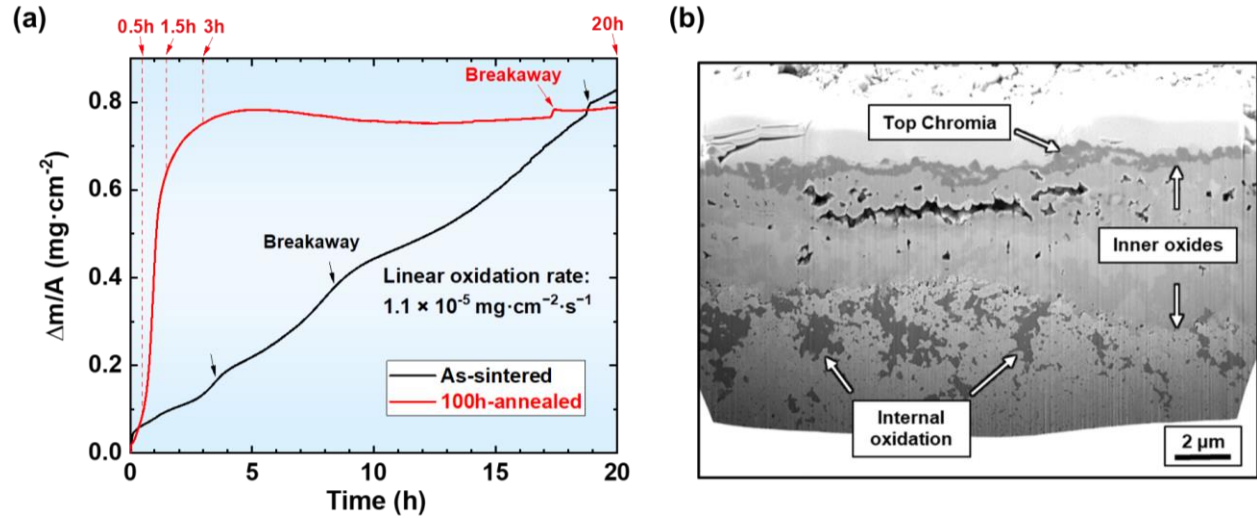 (a)
0.5h 1.5h 3h 20h
Breakaway
Breakaway
Linear oxidation rate:
1.1 × 10⁻⁵ mg·cm⁻²·s⁻¹
As-sintered
100h-annealed
0.8
0.6
0.4
0.2
0.0
Δm/A (mg·cm⁻²)
0 5 10 15 20
Time (h)
(b)
Top Chromia
Inner oxides
Internal
oxidation
2 µm